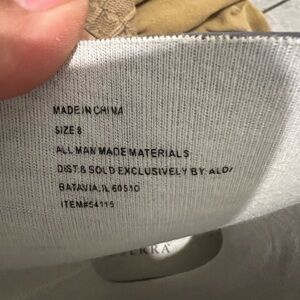 MADE IN CHINA
SIZE 8
ALL MAN MADE MATERIALS
DIST.& SOLD EXCLUSIVELY BY: ALDI
BATAVIA, IL 60510
ITEM#54115
ERRA